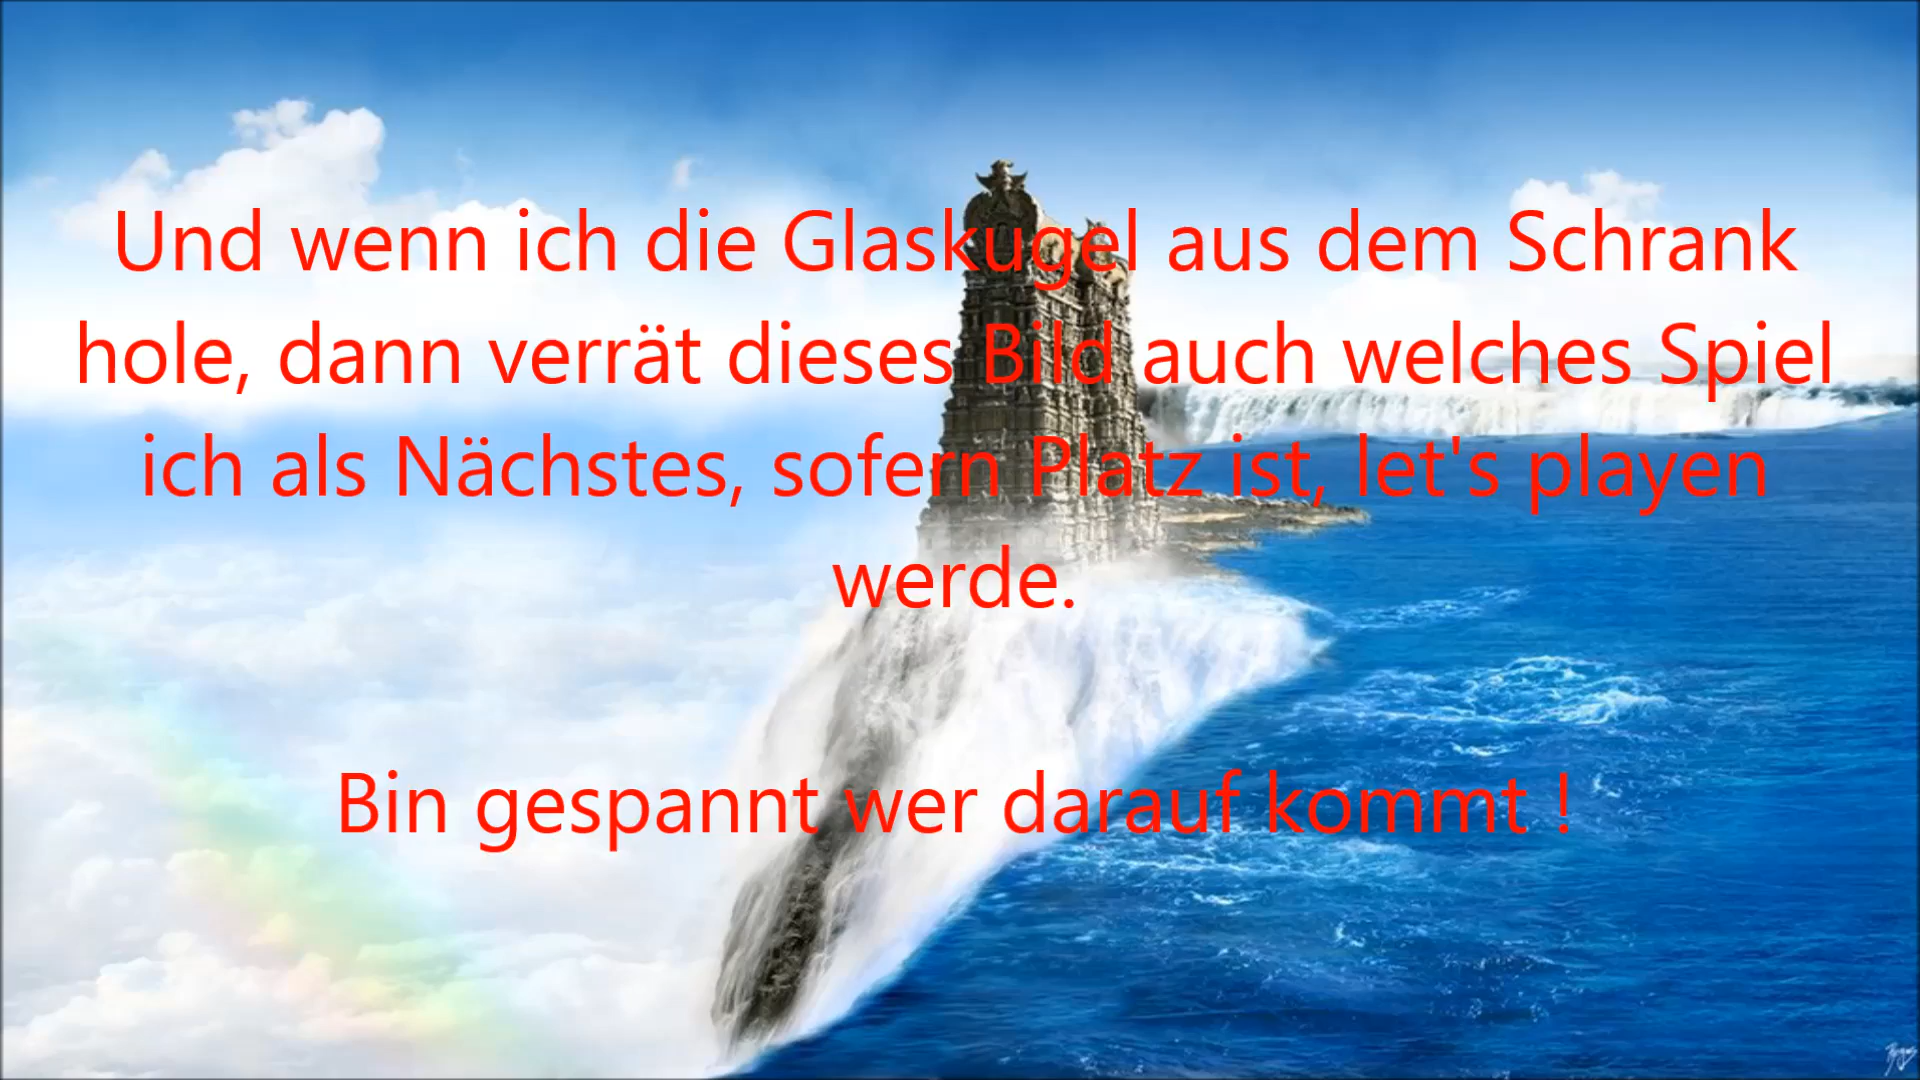 Und wenn ich die Glaskugel aus dem Schrank
hole, dann verrät dieses Bild auch welches Spiel
ich als Nächstes, sofern Platz ist, let's playen
werde.
Bin gespannt wer darauf kommt !